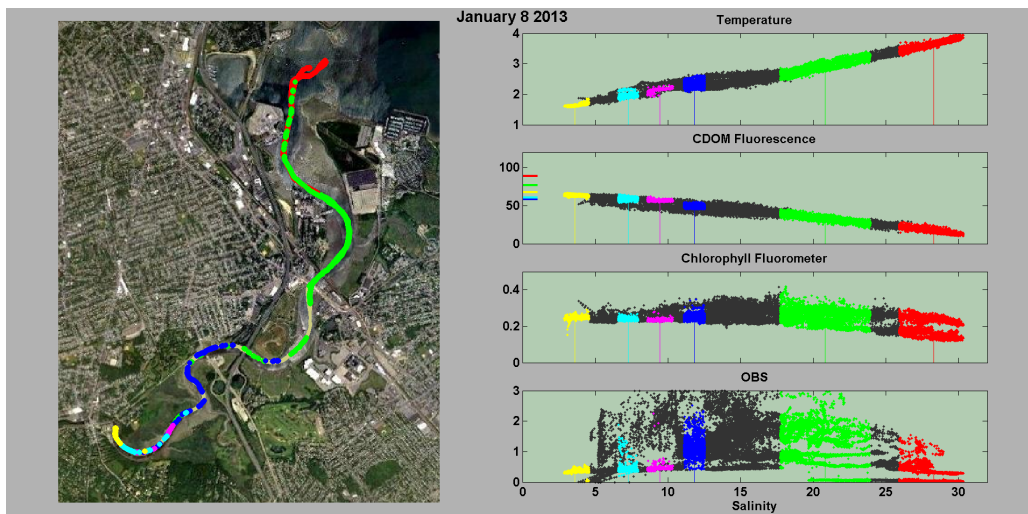 January 8 2013
Temperature
4
3
2
1
CDOM Fluorescence
100
50
0
Chlorophyll Fluorometer
0.4
0.2
0
OBS
3
2
1
0
0 5 10 15 20 25 30
Salinity